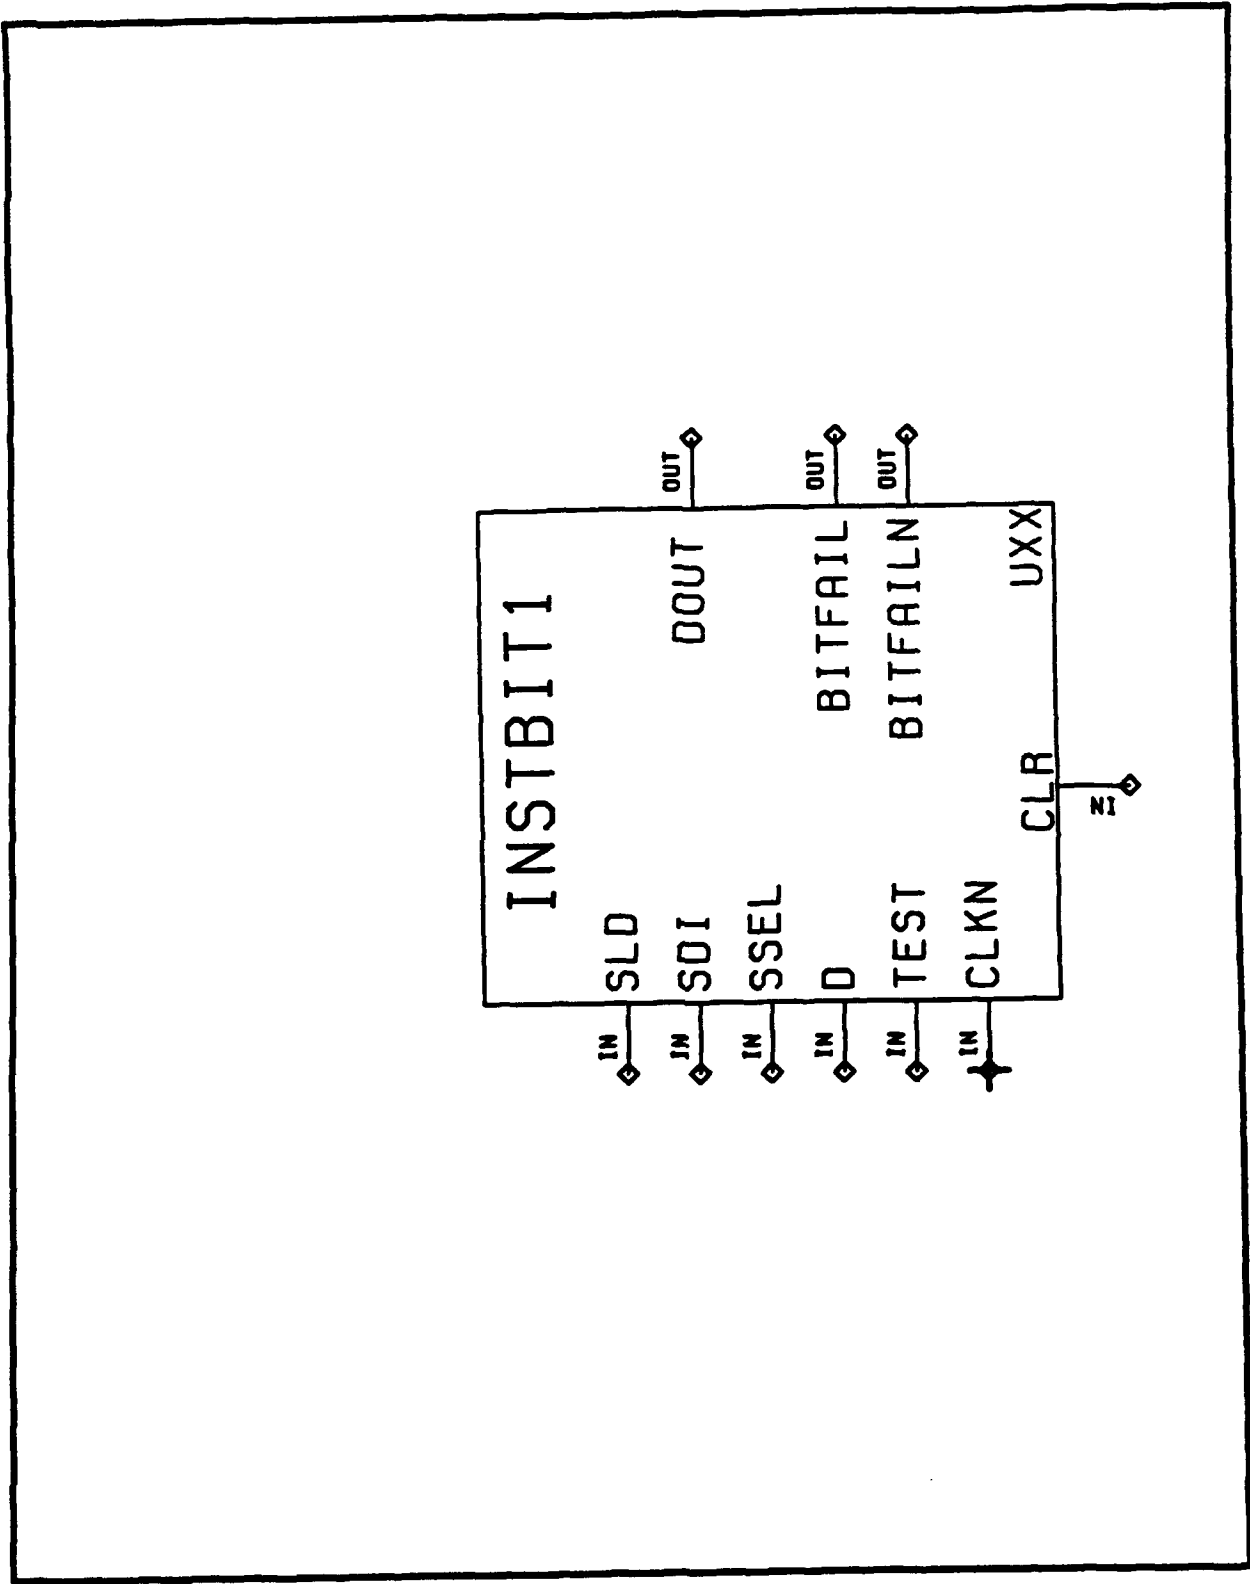 INSTBIT1
IN SLD
IN SDI DOUT OUT
IN SSEL
IN D BITFAIL OUT
IN TEST BITFAILN OUT
IN CLKN
CLR UXX
IN